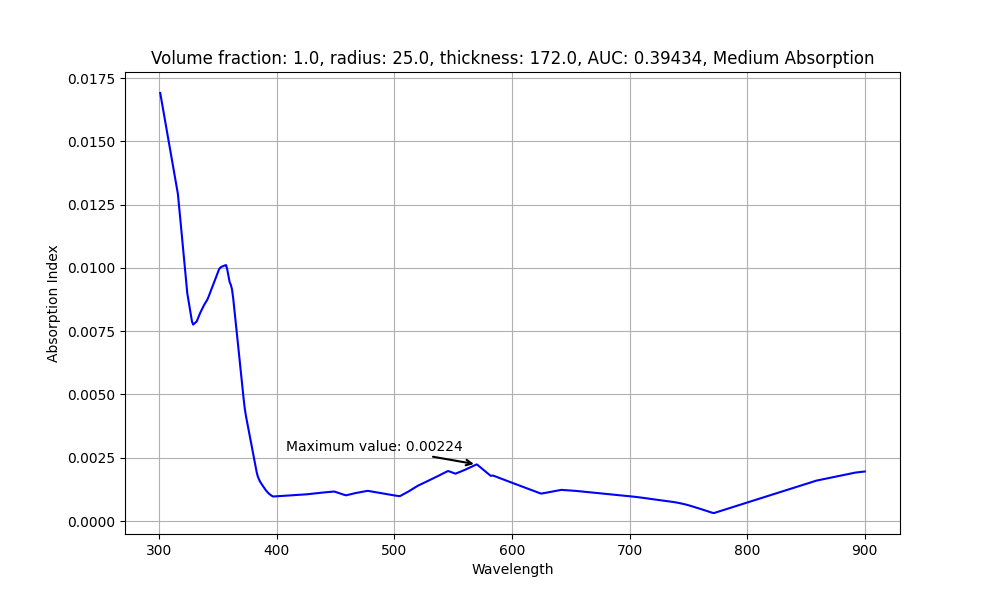 Volume fraction: 1.0, radius: 25.0, thickness: 172.0, AUC: 0.39434, Medium Absorption
0.0175
0.0150
0.0125
0.0100
0.0075
0.0050
0.0025
0.0000
Absorption Index
Maximum value: 0.00224
300 400 500 600 700 800 900
Wavelength